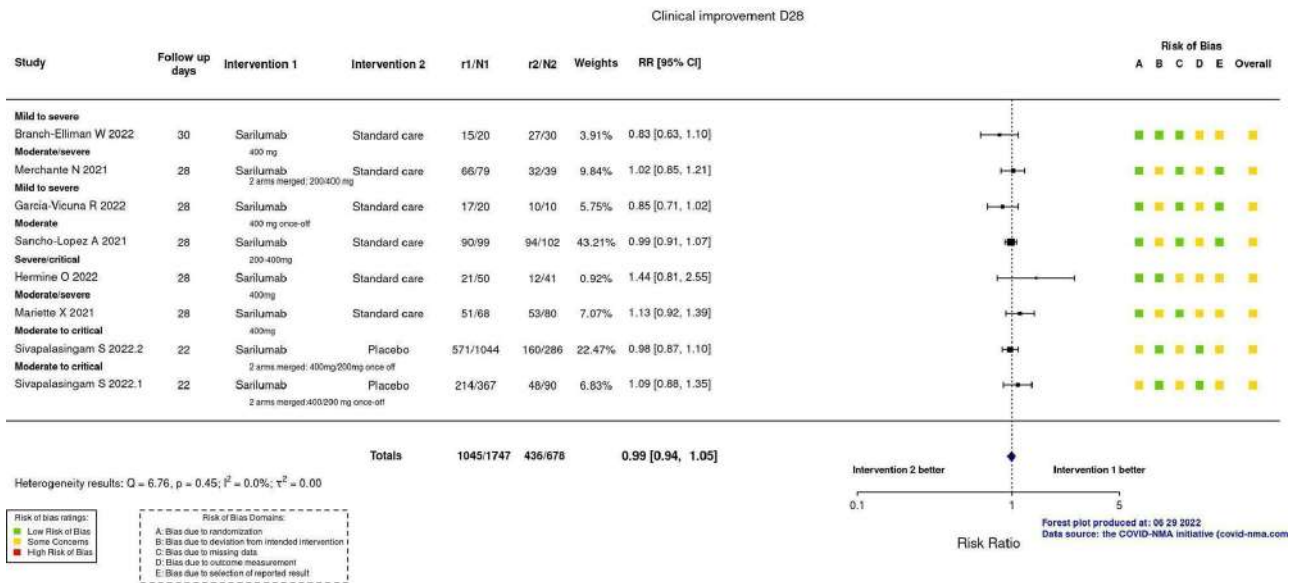 Clinical improvement D28
Risk of Bias
Study Follow up days Intervention 1 Intervention 2 r1/N1 r2/N2 Weights RR [95% CI] A B C D E Overall
Mild to severe
Branch-Elliman W 2022 30 Sarilumab Standard care 15/20 27/30 3.91% 0.83 [0.63, 1.10]
Moderate/severe 400 mg
Merchante N 2021 28 Sarilumab Standard care 66/79 32/39 9.84% 1.02 [0.85, 1.21]
2 arms merged: 200/400 mg
Mild to severe
Garcia-Vicuna R 2022 28 Sarilumab Standard care 17/20 10/10 5.75% 0.85 [0.71, 1.02]
Moderate 400 mg once-off
Sancho-Lopez A 2021 28 Sarilumab Standard care 90/99 94/102 43.21% 0.99 [0.91, 1.07]
Severe/critical 200-400mg
Hermine O 2022 28 Sarilumab Standard care 21/50 12/41 0.92% 1.44 [0.81, 2.55]
Moderate/severe 400mg
Mariette X 2021 28 Sarilumab Standard care 51/68 53/80 7.07% 1.13 [0.92, 1.39]
Moderate to critical 400mg
Sivapalasingam S 2022.2 22 Sarilumab Placebo 571/1044 160/286 22.47% 0.98 [0.87, 1.10]
Moderate to critical 2 arms merged: 400mg/200mg once off
Sivapalasingam S 2022.1 22 Sarilumab Placebo 214/367 48/90 6.83% 1.09 [0.88, 1.35]
2 arms merged:400/200 mg once-off
Totals 1045/1747 436/678 0.99 [0.94, 1.05]
Intervention 2 better Intervention 1 better
Heterogeneity results: Q = 6.76, p = 0.45; I² = 0.0%; τ² = 0.00
0.1 1 5
Risk Ratio
Forest plot produced at: 06 29 2022
Data source: the COVID-NMA initiative (covid-nma.com
Risk of bias ratings:
Low Risk of Bias
Some Concerns
High Risk of Bias
Risk of Bias Domains:
A: Bias due to randomization
B: Bias due to deviation from intended intervention
C: Bias due to missing data
D: Bias due to outcome measurement
E: Bias due to selection of reported result